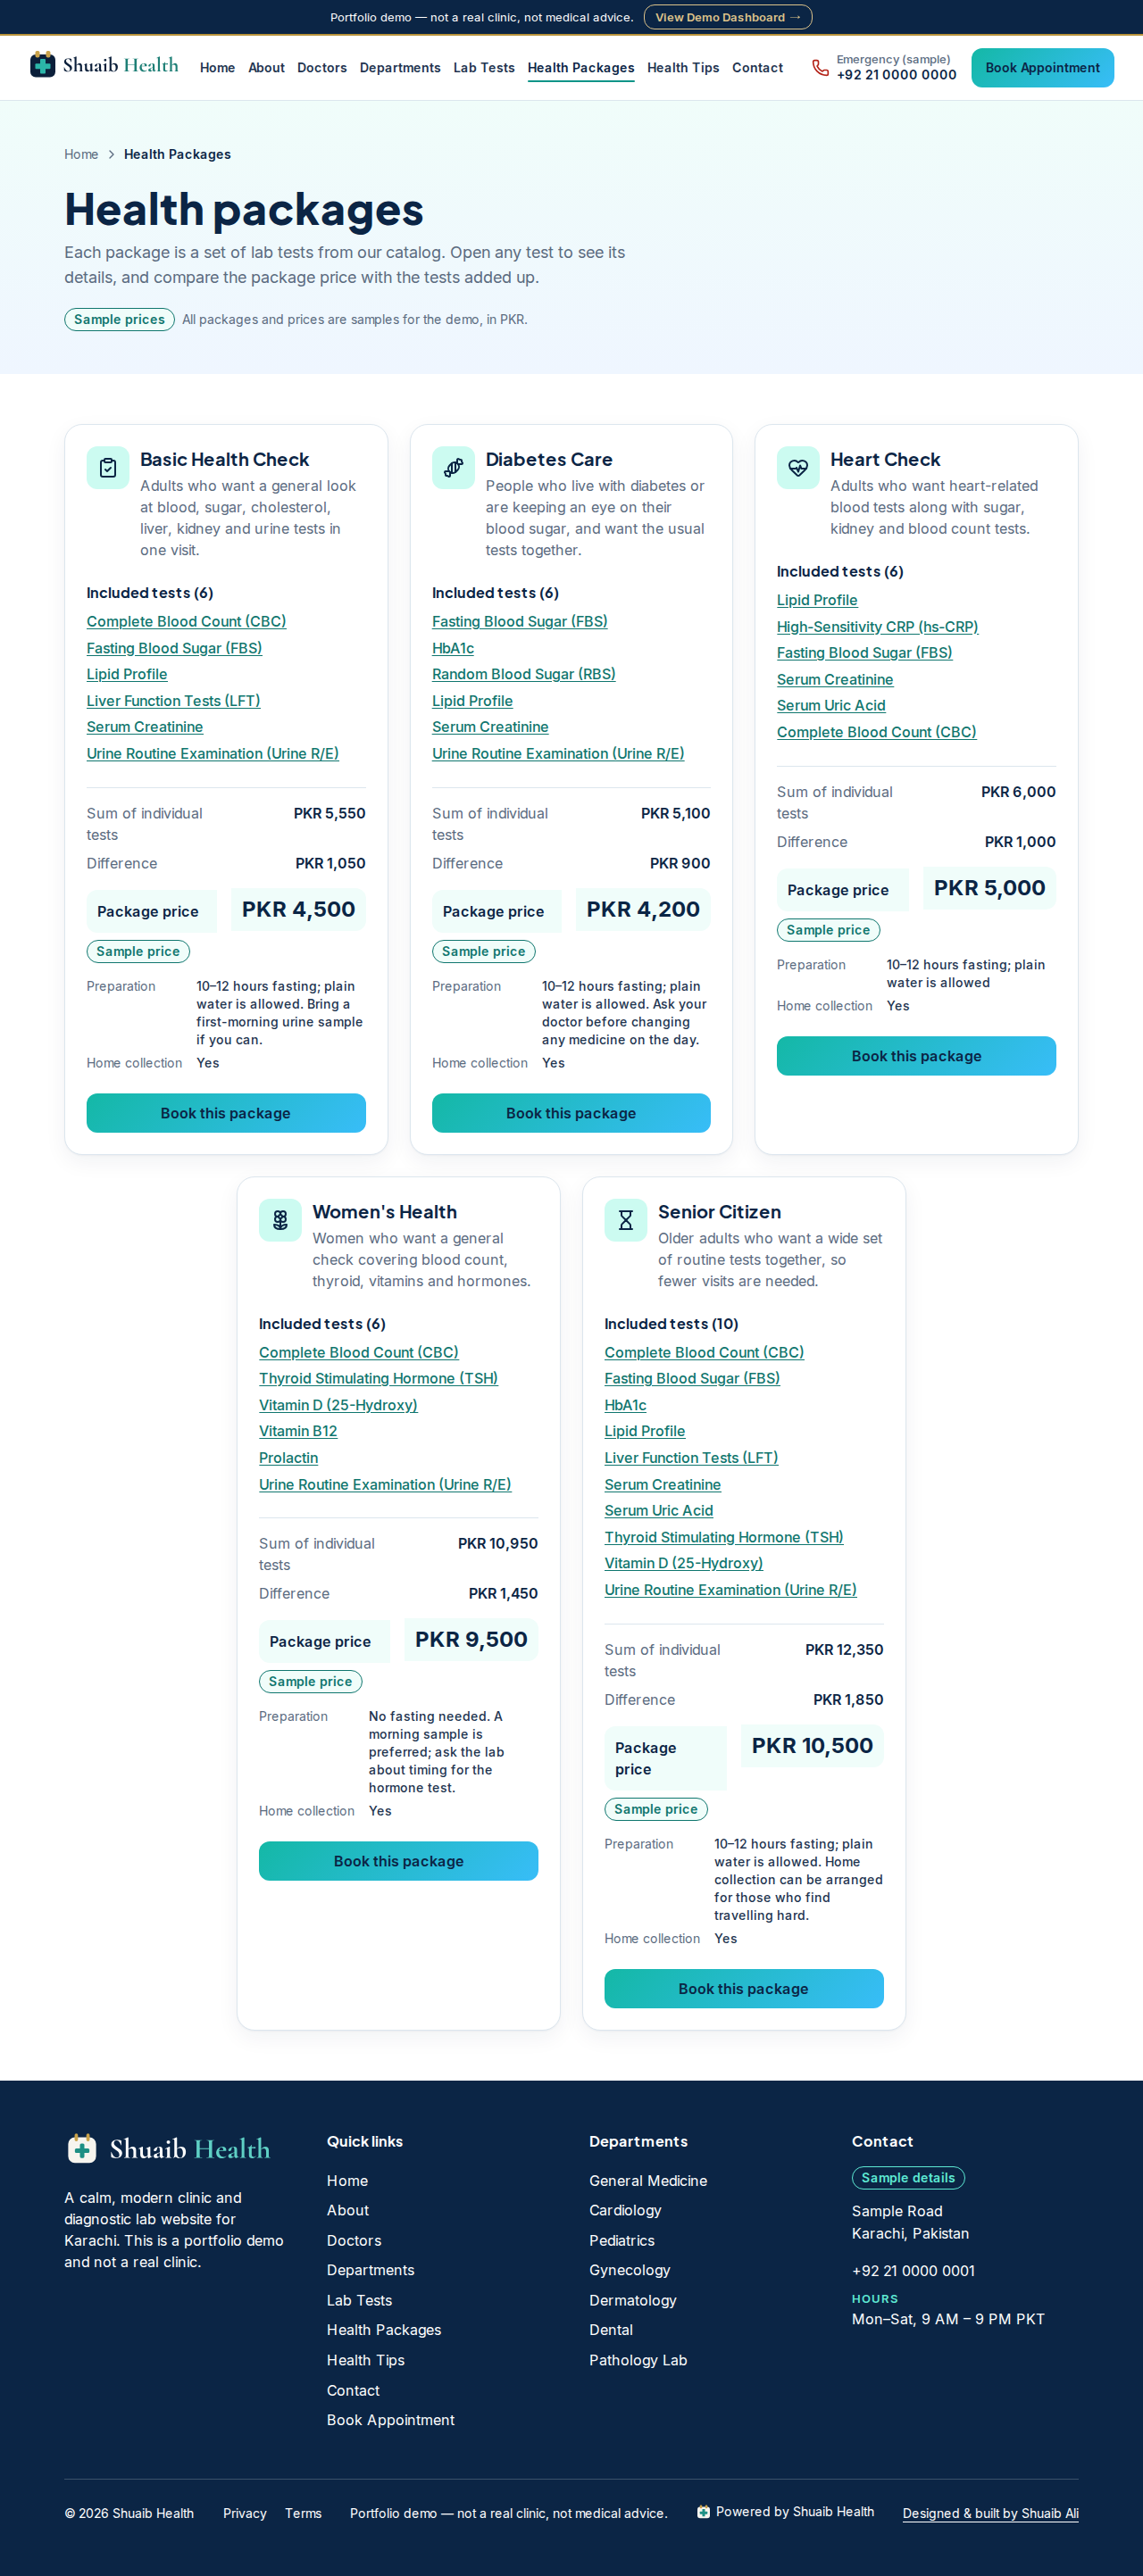 Portfolio demo — not a real clinic, not medical advice. View Demo Dashboard →
Shuaib Health
Home About Doctors Departments Lab Tests Health Packages Health Tips Contact
Emergency (sample)
+92 21 0000 0000
Book Appointment
Home > Health Packages
Health packages
Each package is a set of lab tests from our catalog. Open any test to see its
details, and compare the package price with the tests added up.
Sample prices All packages and prices are samples for the demo, in PKR.
Basic Health Check
Adults who want a general look
at blood, sugar, cholesterol,
liver, kidney and urine tests in
one visit.
Included tests (6)
Complete Blood Count (CBC)
Fasting Blood Sugar (FBS)
Lipid Profile
Liver Function Tests (LFT)
Serum Creatinine
Urine Routine Examination (Urine R/E)
Sum of individual
tests
PKR 5,550
Difference PKR 1,050
Package price PKR 4,500
Sample price
Preparation
10–12 hours fasting; plain
water is allowed. Bring a
first-morning urine sample
if you can.
Home collection Yes
Book this package
Diabetes Care
People who live with diabetes or
are keeping an eye on their
blood sugar, and want the usual
tests together.
Included tests (6)
Fasting Blood Sugar (FBS)
HbA1c
Random Blood Sugar (RBS)
Lipid Profile
Serum Creatinine
Urine Routine Examination (Urine R/E)
Sum of individual
tests
PKR 5,100
Difference PKR 900
Package price PKR 4,200
Sample price
Preparation
10–12 hours fasting; plain
water is allowed. Ask your
doctor before changing
any medicine on the day.
Home collection Yes
Book this package
Heart Check
Adults who want heart-related
blood tests along with sugar,
kidney and blood count tests.
Included tests (6)
Lipid Profile
High-Sensitivity CRP (hs-CRP)
Fasting Blood Sugar (FBS)
Serum Creatinine
Serum Uric Acid
Complete Blood Count (CBC)
Sum of individual
tests
PKR 6,000
Difference PKR 1,000
Package price PKR 5,000
Sample price
Preparation
10–12 hours fasting; plain
water is allowed
Home collection Yes
Book this package
Women's Health
Women who want a general
check covering blood count,
thyroid, vitamins and hormones.
Included tests (6)
Complete Blood Count (CBC)
Thyroid Stimulating Hormone (TSH)
Vitamin D (25-Hydroxy)
Vitamin B12
Prolactin
Urine Routine Examination (Urine R/E)
Sum of individual
tests
PKR 10,950
Difference PKR 1,450
Package price PKR 9,500
Sample price
Preparation
No fasting needed. A
morning sample is
preferred; ask the lab
about timing for the
hormone test.
Home collection Yes
Book this package
Senior Citizen
Older adults who want a wide set
of routine tests together, so
fewer visits are needed.
Included tests (10)
Complete Blood Count (CBC)
Fasting Blood Sugar (FBS)
HbA1c
Lipid Profile
Liver Function Tests (LFT)
Serum Creatinine
Serum Uric Acid
Thyroid Stimulating Hormone (TSH)
Vitamin D (25-Hydroxy)
Urine Routine Examination (Urine R/E)
Sum of individual
tests
PKR 12,350
Difference PKR 1,850
Package
price
PKR 10,500
Sample price
Preparation
10–12 hours fasting; plain
water is allowed. Home
collection can be arranged
for those who find
travelling hard.
Home collection Yes
Book this package
Shuaib Health
A calm, modern clinic and
diagnostic lab website for
Karachi. This is a portfolio demo
and not a real clinic.
Quick links
Home
About
Doctors
Departments
Lab Tests
Health Packages
Health Tips
Contact
Book Appointment
Departments
General Medicine
Cardiology
Pediatrics
Gynecology
Dermatology
Dental
Pathology Lab
Contact
Sample details
Sample Road
Karachi, Pakistan
+92 21 0000 0001
HOURS
Mon–Sat, 9 AM – 9 PM PKT
© 2026 Shuaib Health Privacy Terms Portfolio demo — not a real clinic, not medical advice. Powered by Shuaib Health Designed & built by Shuaib Ali